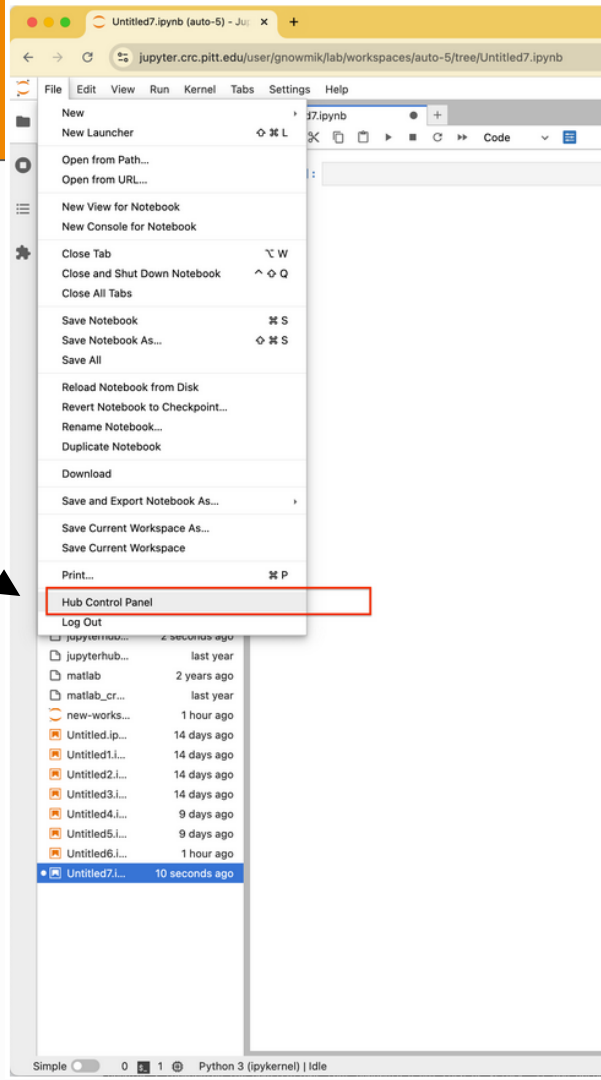 Untitled7.ipynb (auto-5) - Ju
jupyter.crc.pitt.edu/user/gnowmik/lab/workspaces/auto-5/tree/Untitled7.ipynb
File Edit View Run Kernel Tabs Settings Help
New
d7.ipynb
New Launcher ⇧ ⌘ L
Code
Open from Path...
Open from URL...
]:
New View for Notebook
New Console for Notebook
Close Tab ⌥ W
Close and Shut Down Notebook ^ ⇧ Q
Close All Tabs
Save Notebook ⌘ S
Save Notebook As... ⇧ ⌘ S
Save All
Reload Notebook from Disk
Revert Notebook to Checkpoint...
Rename Notebook...
Duplicate Notebook
Download
Save and Export Notebook As...
Save Current Workspace As...
Save Current Workspace
Print... ⌘ P
Hub Control Panel
Log Out
jupyterhub... 2 seconds ago
jupyterhub... last year
matlab 2 years ago
matlab_cr... last year
new-works... 1 hour ago
Untitled.ip... 14 days ago
Untitled1.i... 14 days ago
Untitled2.i... 14 days ago
Untitled3.i... 14 days ago
Untitled4.i... 9 days ago
Untitled5.i... 9 days ago
Untitled6.i... 1 hour ago
Untitled7.i... 10 seconds ago
Simple 0 1 Python 3 (ipykernel) | Idle